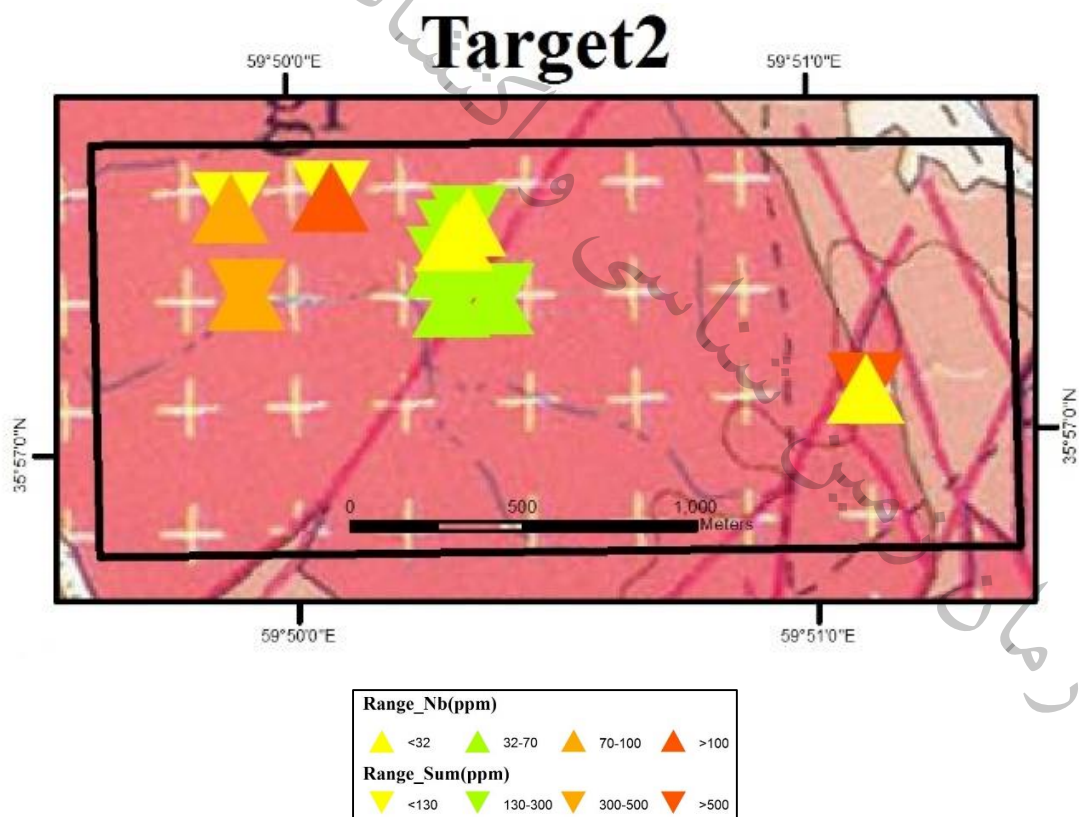 Target2
59°50'0"E 59°51'0"E
gr
35°57'0"N 35°57'0"N
0 500 1,000
Meters
59°50'0"E 59°51'0"E
Range_Nb(ppm)
<32 32-70 70-100 >100
Range_Sum(ppm)
<130 130-300 300-500 >500